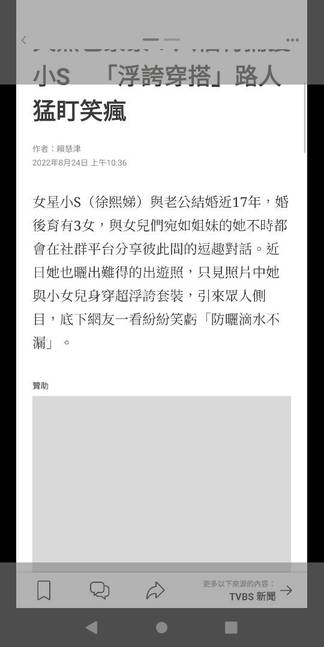 小S 「浮誇穿搭」路人
猛盯笑瘋
作者：賴慧津
2022年8月24日 上午10:36
女星小S（徐熙娣）與老公結婚近17年，婚
後育有3女，與女兒們宛如姐妹的她不時都
會在社群平台分享彼此間的逗趣對話。近
日她也曬出難得的出遊照，只見照片中她
與小女兒身穿超浮誇套裝，引來眾人側
目，底下網友一看紛紛笑虧「防曬滴水不
漏」。
贊助
更多以下來源的內容：
TVBS 新聞